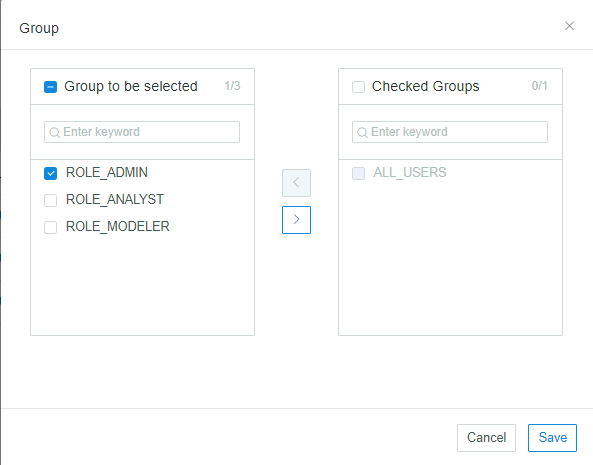 Group
Group to be selected 1/3
Enter keyword
ROLE_ADMIN
ROLE_ANALYST
ROLE_MODELER
Checked Groups 0/1
Enter keyword
ALL_USERS
Cancel
Save